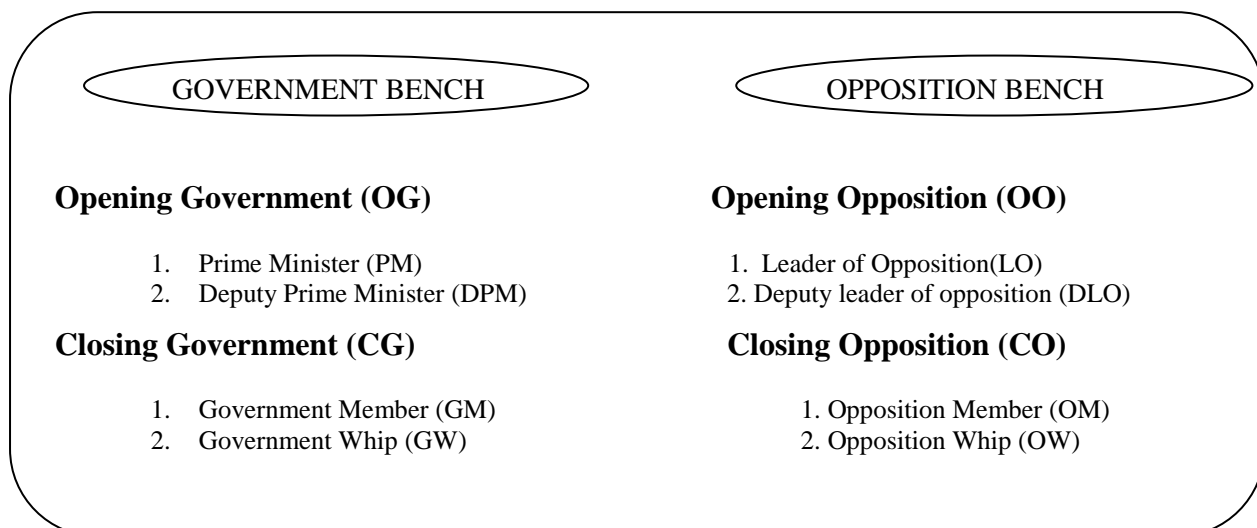 GOVERNMENT BENCH
OPPOSITION BENCH
Opening Government (OG)
Opening Opposition (OO)
1. Prime Minister (PM)
2. Deputy Prime Minister (DPM)
1. Leader of Opposition(LO)
2. Deputy leader of opposition (DLO)
Closing Government (CG)
Closing Opposition (CO)
1. Government Member (GM)
2. Government Whip (GW)
1. Opposition Member (OM)
2. Opposition Whip (OW)